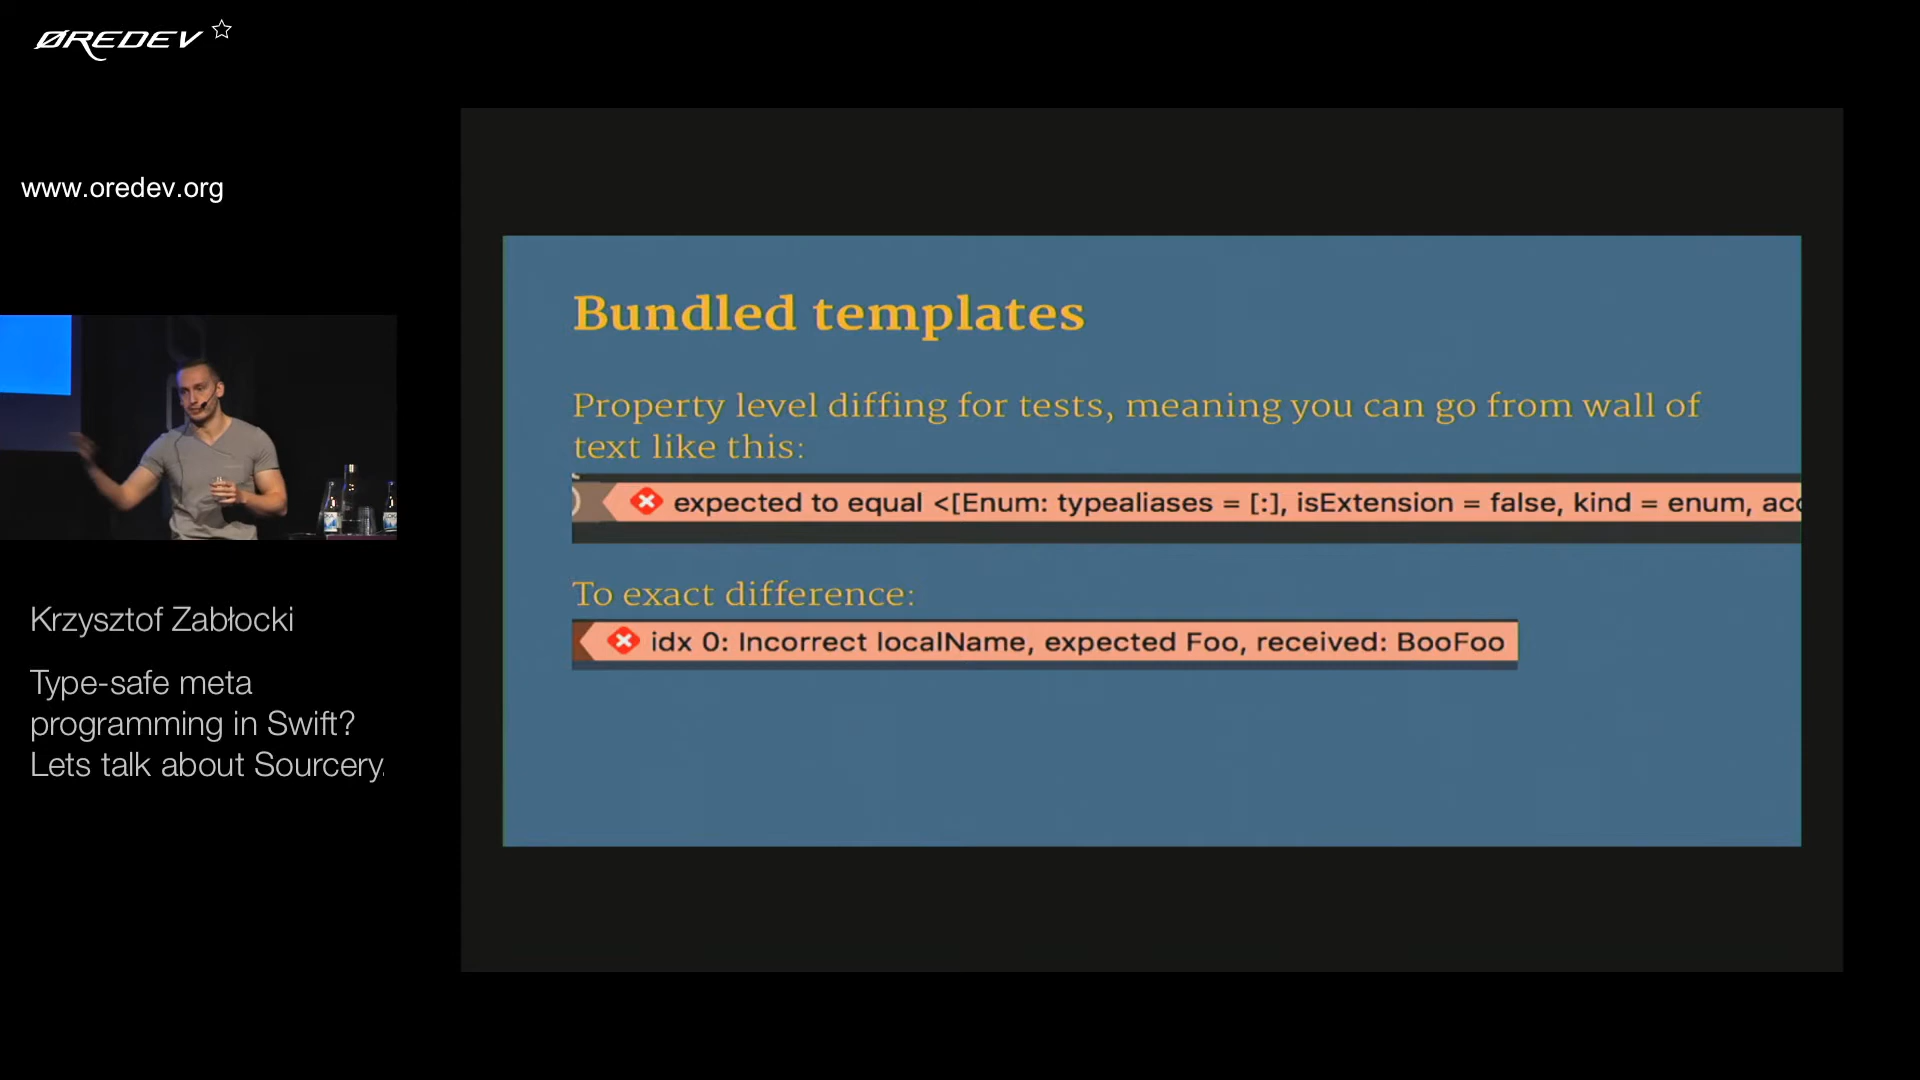 ØREDEV
www.oredev.org
Krzysztof Zabłocki
Type-safe meta
programming in Swift?
Lets talk about Sourcery.
Bundled templates
Property level diffing for tests, meaning you can go from wall of
text like this:
expected to equal <[Enum: typealiases = [:], isExtension = false, kind = enum, acc
To exact difference:
idx 0: Incorrect localName, expected Foo, received: BooFoo